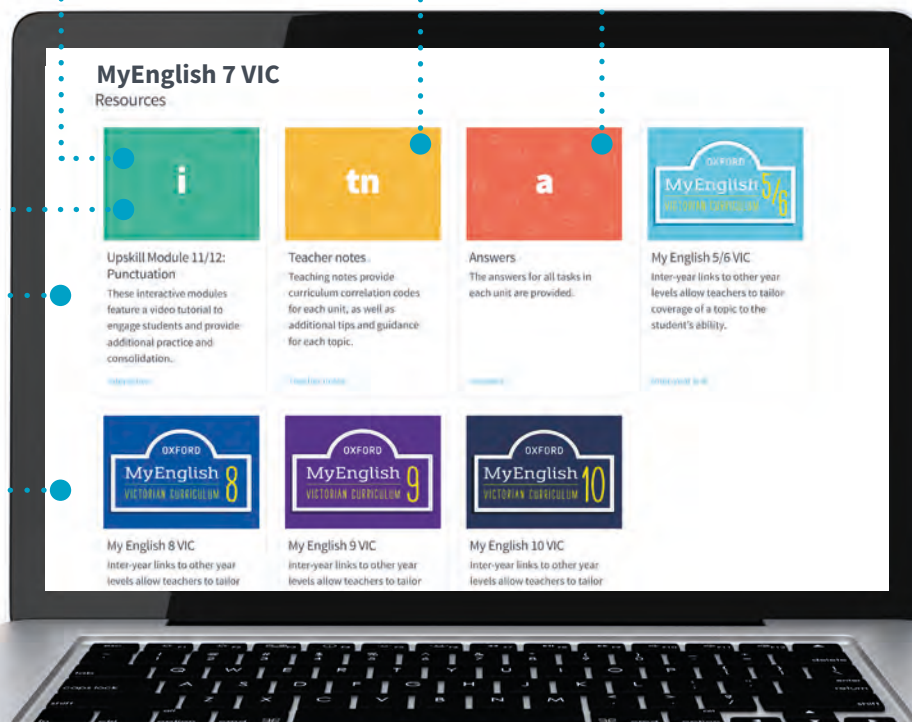 MyEnglish 7 VIC
Resources
i
tn
a
OXFORD
MyEnglish 5/6
VICTORIAN CURRICULUM
Upskill Module 11/12:
Punctuation
These interactive modules
feature a video tutorial to
engage students and provide
additional practice and
consolidation.
Teacher notes
Teaching notes provide
curriculum correlation codes
for each unit, as well as
additional tips and guidance
for each topic.
Teacher notes
Answers
The answers for all tasks in
each unit are provided.
My English 5/6 VIC
Inter-year links to other year
levels allow teachers to tailor
coverage of a topic to the
student's ability.
OXFORD
MyEnglish 8
VICTORIAN CURRICULUM
OXFORD
MyEnglish 9
VICTORIAN CURRICULUM
OXFORD
MyEnglish 10
VICTORIAN CURRICULUM
My English 8 VIC
Inter-year links to other year
levels allow teachers to tailor
My English 9 VIC
Inter-year links to other year
levels allow teachers to tailor
My English 10 VIC
Inter-year links to other year
levels allow teachers to tailor